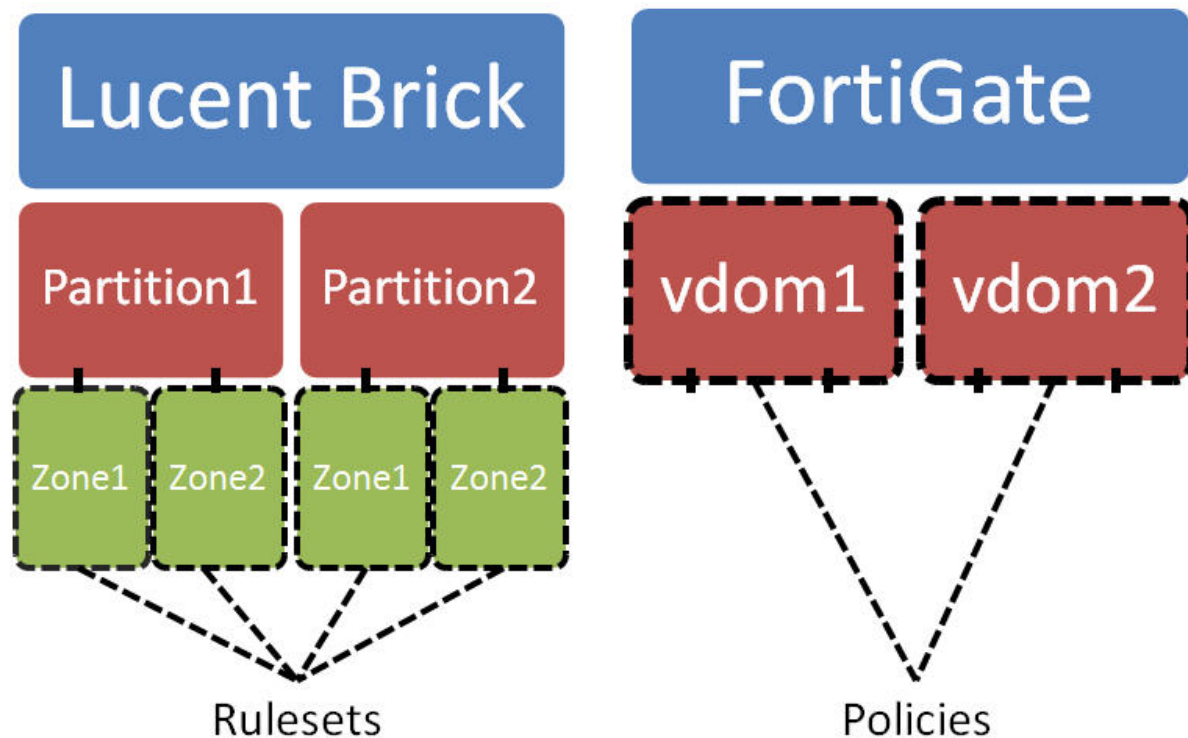 Lucent Brick
FortiGate
Partition1
Partition2
vdom1
vdom2
Zone1
Zone2
Zone1
Zone2
Rulesets
Policies